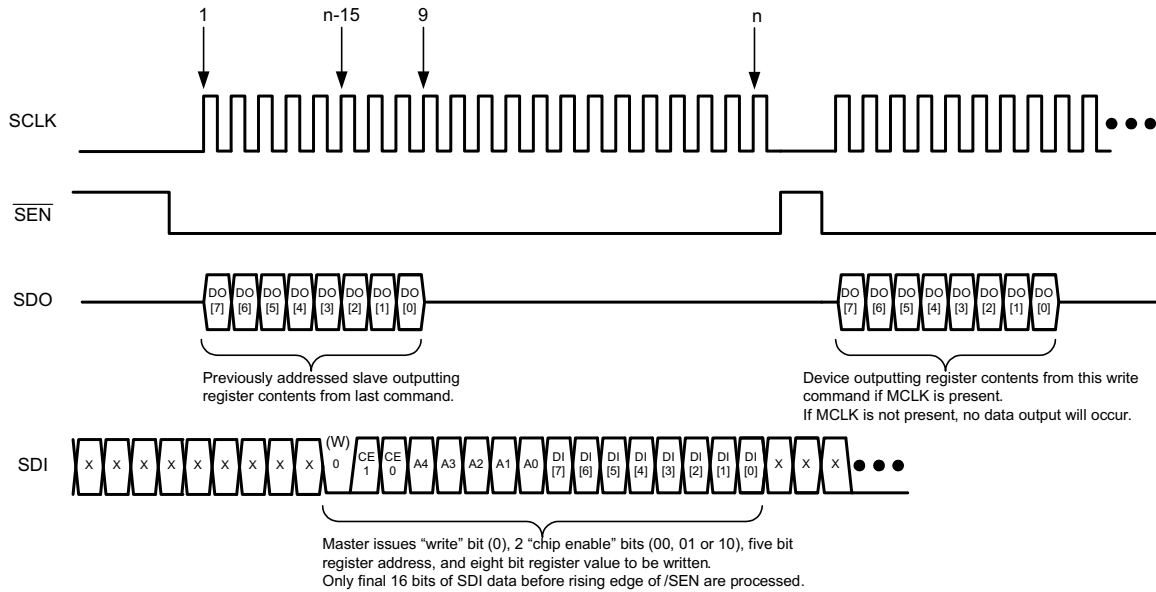 1 n-15 9 n
SCLK
SEN
SDO
DO DO DO DO DO DO DO DO
[7] [6] [5] [4] [3] [2] [1] [0]
DO DO DO DO DO DO DO DO
[7] [6] [5] [4] [3] [2] [1] [0]
Previously addressed slave outputting
register contents from last command.
Device outputting register contents from this write
command if MCLK is present.
If MCLK is not present, no data output will occur.
SDI
X X X X X X X X X
(W)
0
CE CE
1 0
A4 A3 A2 A1 A0
DI DI DI DI DI DI DI DI
[7] [6] [5] [4] [3] [2] [1] [0]
X X X
Master issues “write” bit (0), 2 “chip enable” bits (00, 01 or 10), five bit
register address, and eight bit register value to be written.
Only final 16 bits of SDI data before rising edge of /SEN are processed.